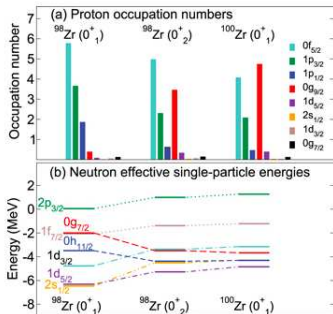 (a) Proton occupation numbers
⁹⁸Zr (0⁺₁) ⁹⁸Zr (0⁺₂) ¹⁰⁰Zr (0⁺₁)
Occupation number
7
6
5
4
3
2
1
0f₅/₂
1p₃/₂
1p₁/₂
0g₉/₂
1d₅/₂
2s₁/₂
1d₃/₂
0g₇/₂
(b) Neutron effective single-particle energies
Energy (MeV)
0
-2
-4
-6
-8
2p₃/₂
1f₇/₂
0g₇/₂
0h₁₁/₂
1d₃/₂
1d₅/₂
2s₁/₂
⁹⁸Zr (0⁺₁) ⁹⁸Zr (0⁺₂) ¹⁰⁰Zr (0⁺₁)